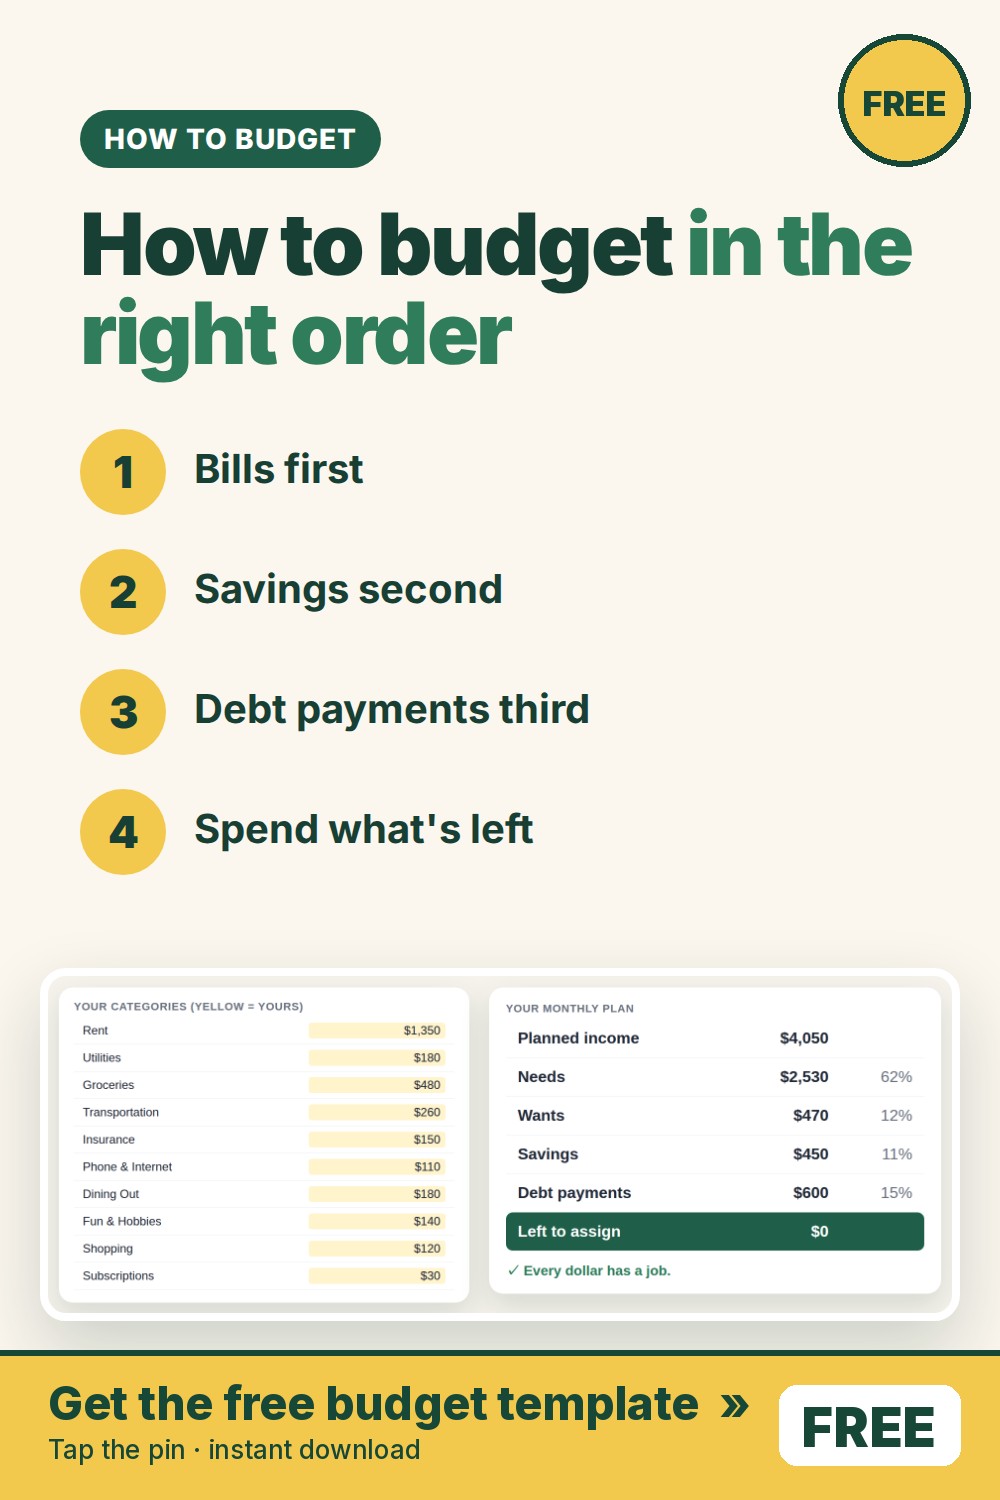 FREE
HOW TO BUDGET
How to budget in the
right order
1 Bills first
2 Savings second
3 Debt payments third
4 Spend what's left
YOUR CATEGORIES (YELLOW = YOURS)
Rent $1,350
Utilities $180
Groceries $480
Transportation $260
Insurance $150
Phone & Internet $110
Dining Out $180
Fun & Hobbies $140
Shopping $120
Subscriptions $30
YOUR MONTHLY PLAN
Planned income $4,050
Needs $2,530 62%
Wants $470 12%
Savings $450 11%
Debt payments $600 15%
Left to assign $0
✓ Every dollar has a job.
Get the free budget template »
Tap the pin · instant download
FREE